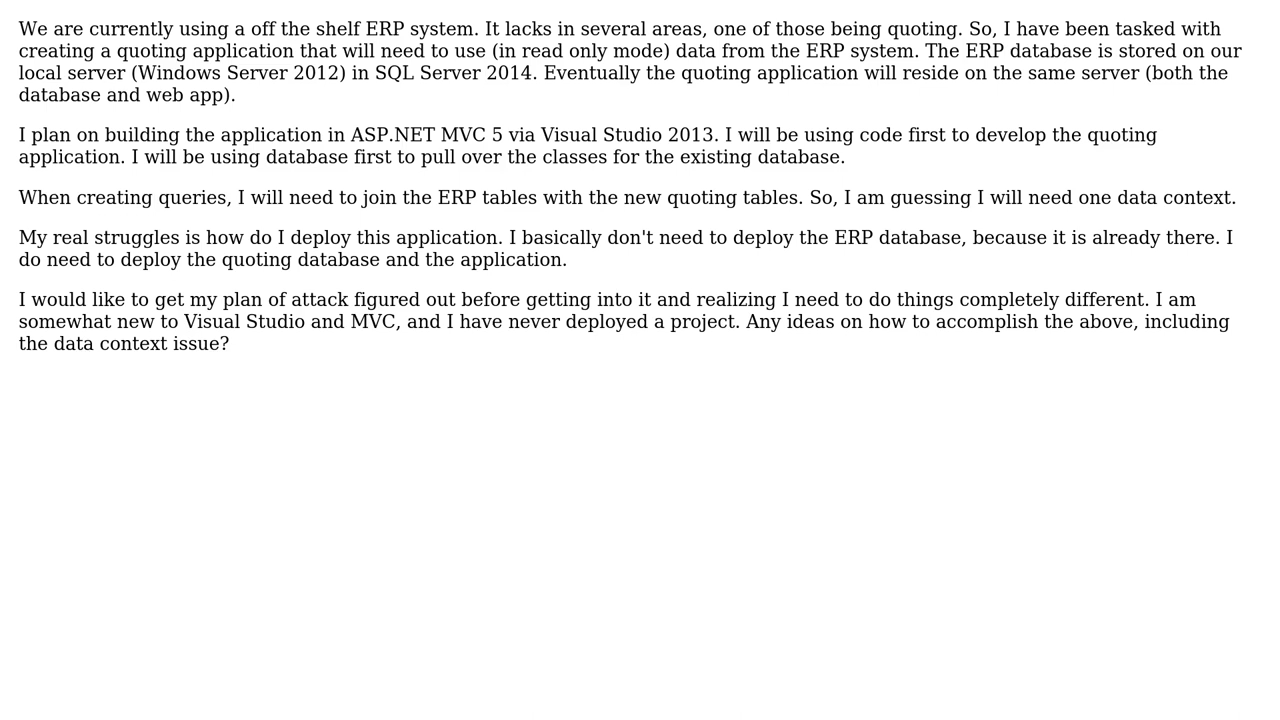 We are currently using a off the shelf ERP system. It lacks in several areas, one of those being quoting. So, I have been tasked with
creating a quoting application that will need to use (in read only mode) data from the ERP system. The ERP database is stored on our
local server (Windows Server 2012) in SQL Server 2014. Eventually the quoting application will reside on the same server (both the
database and web app).
I plan on building the application in ASP.NET MVC 5 via Visual Studio 2013. I will be using code first to develop the quoting
application. I will be using database first to pull over the classes for the existing database.
When creating queries, I will need to join the ERP tables with the new quoting tables. So, I am guessing I will need one data context.
My real struggles is how do I deploy this application. I basically don't need to deploy the ERP database, because it is already there. I
do need to deploy the quoting database and the application.
I would like to get my plan of attack figured out before getting into it and realizing I need to do things completely different. I am
somewhat new to Visual Studio and MVC, and I have never deployed a project. Any ideas on how to accomplish the above, including
the data context issue?